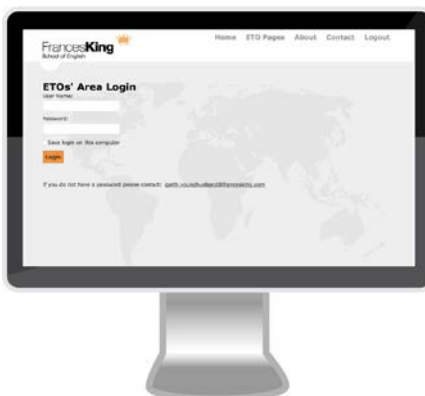 Home ETO Pages About Contact Logout
FrancesKing
School of English
ETOs' Area Login
User Name:
Password:
Save login on this computer
Login
If you do not have a password please contact: